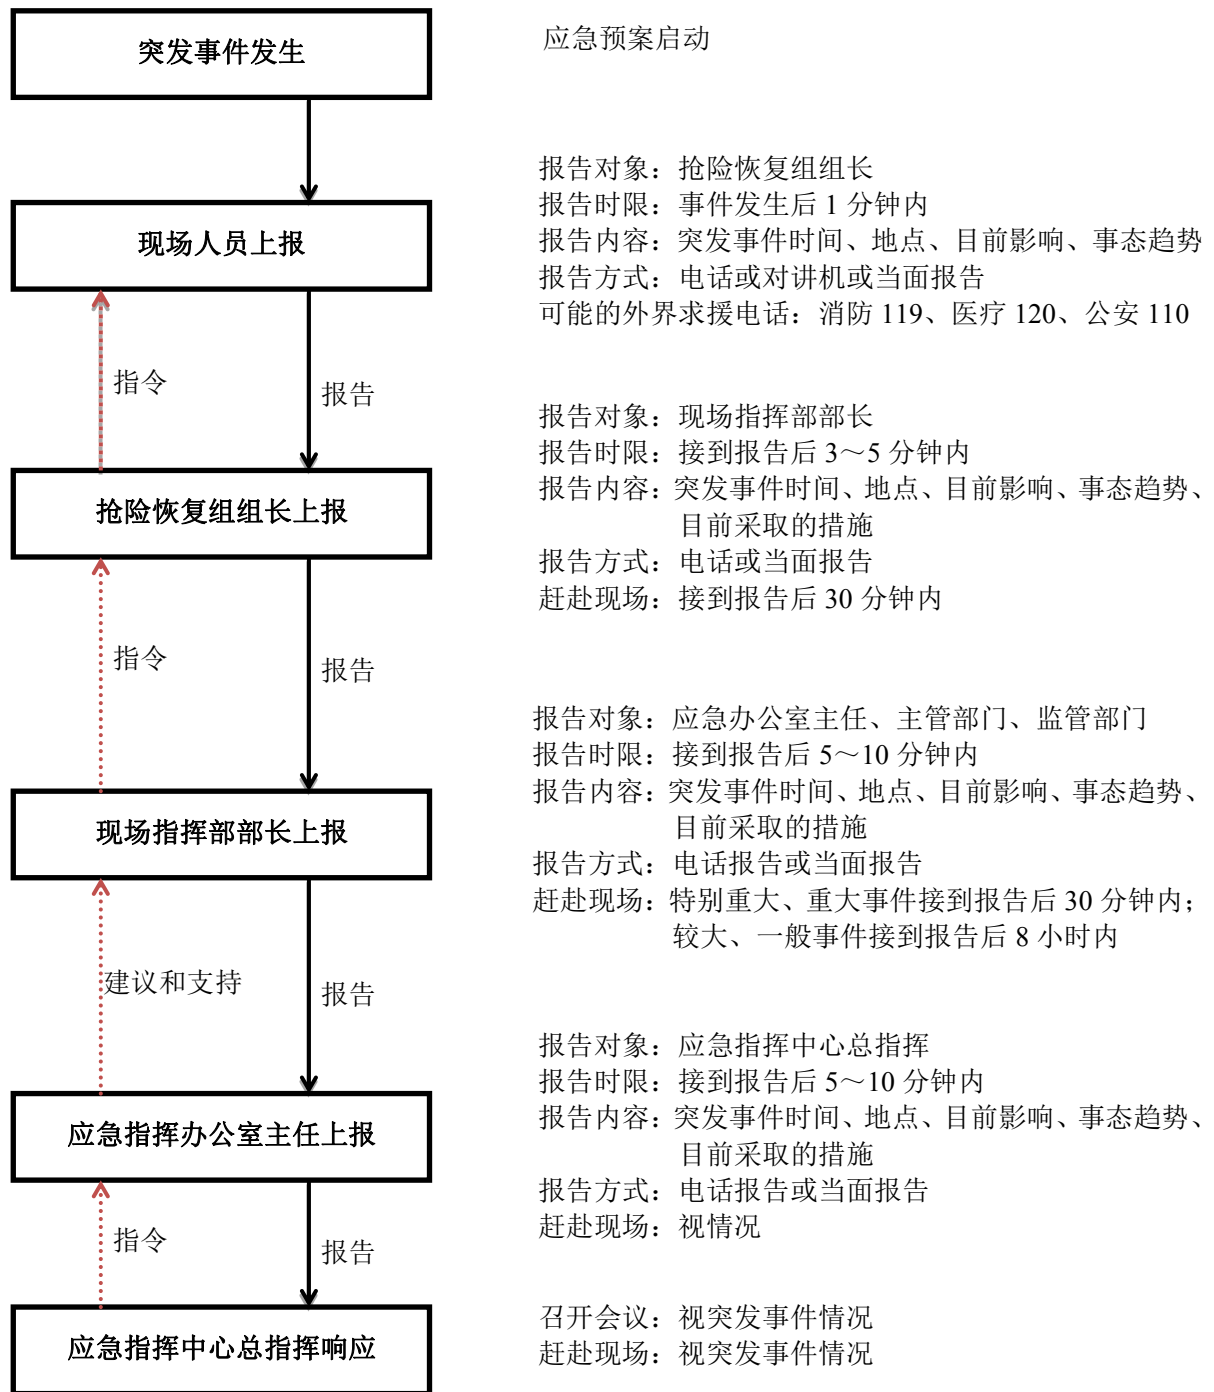 突发事件发生
应急预案启动
报告对象：抢险恢复组组长
报告时限：事件发生后 1 分钟内
现场人员上报
报告内容：突发事件时间、地点、目前影响、事态趋势
报告方式：电话或对讲机或当面报告
可能的外界求援电话：消防 119、医疗 120、公安 110
指令
报告
报告对象：现场指挥部部长
报告时限：接到报告后 3～5 分钟内
报告内容：突发事件时间、地点、目前影响、事态趋势、
抢险恢复组组长上报
目前采取的措施
报告方式：电话或当面报告
赶赴现场：接到报告后 30 分钟内
指令
报告
报告对象：应急办公室主任、主管部门、监管部门
报告时限：接到报告后 5～10 分钟内
报告内容：突发事件时间、地点、目前影响、事态趋势、
现场指挥部部长上报
目前采取的措施
报告方式：电话报告或当面报告
赶赴现场：特别重大、重大事件接到报告后 30 分钟内；
较大、一般事件接到报告后 8 小时内
建议和支持
报告
报告对象：应急指挥中心总指挥
报告时限：接到报告后 5～10 分钟内
报告内容：突发事件时间、地点、目前影响、事态趋势、
应急指挥办公室主任上报
目前采取的措施
报告方式：电话报告或当面报告
赶赴现场：视情况
指令
报告
召开会议：视突发事件情况
应急指挥中心总指挥响应
赶赴现场：视突发事件情况